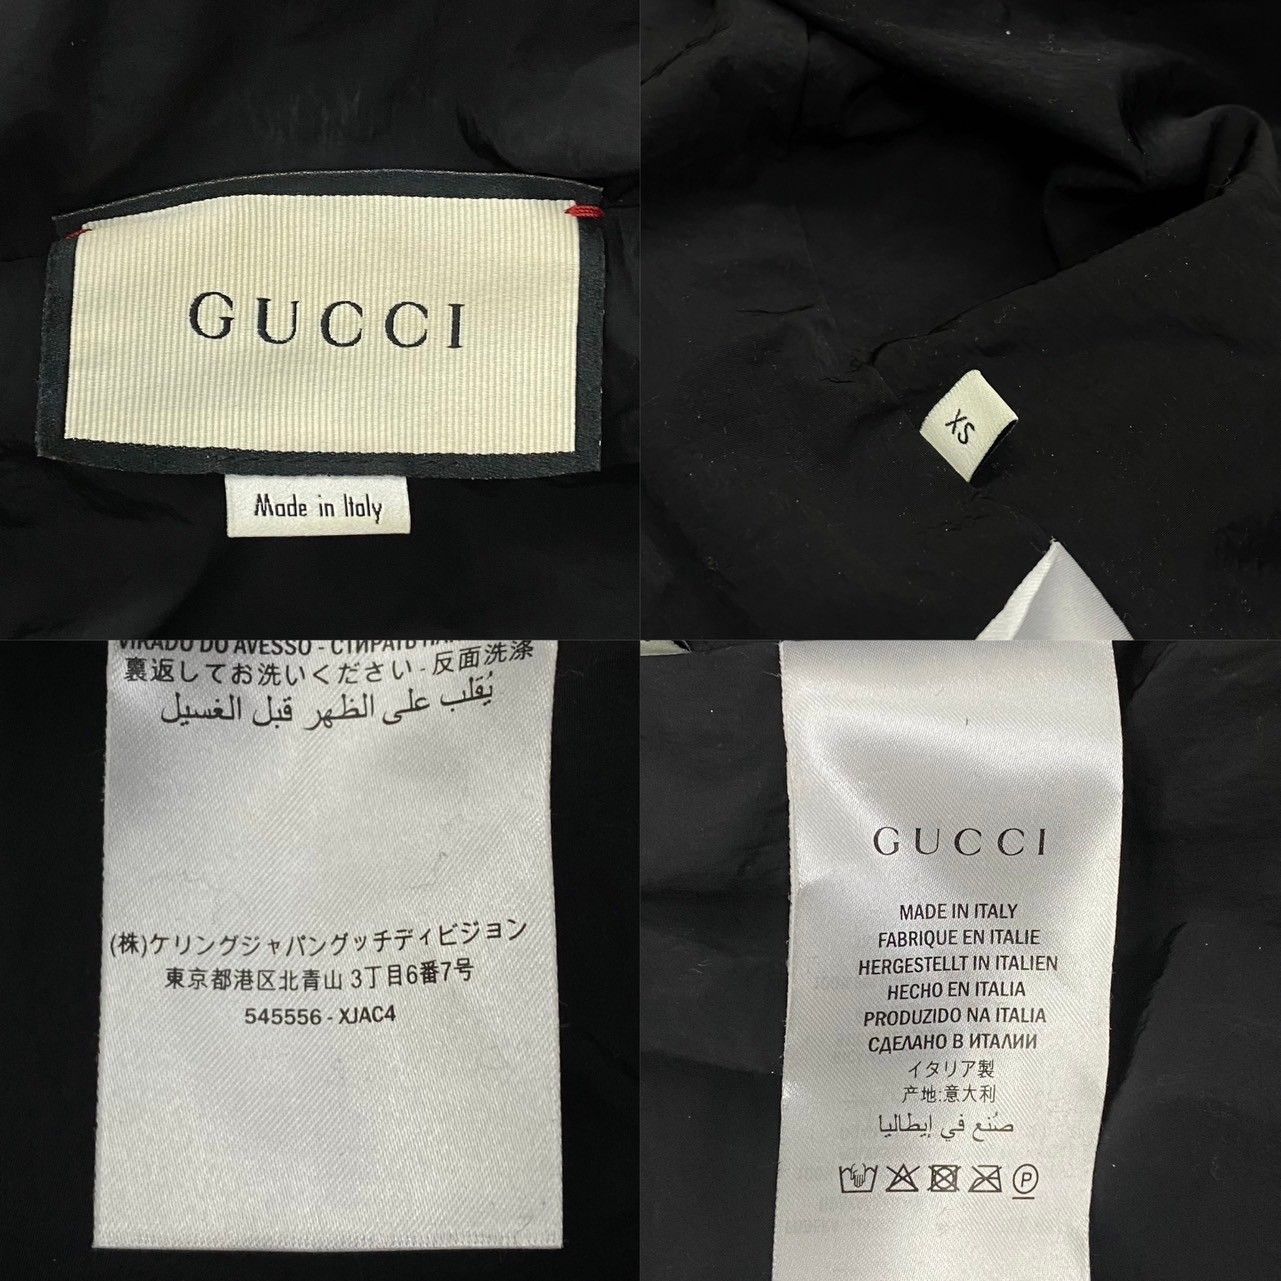 GUCCI
Made in Italy
XS
VIRADO DO AVESSO - СТИРАТЬ
裏返してお洗いください - 反面洗涤
يُقلب على الظهر قبل الغسيل
(株)ケリングジャパングッチディビジョン
東京都港区北青山 3丁目6番7号
545556 - XJAC4
GUCCI
MADE IN ITALY
FABRIQUE EN ITALIE
HERGESTELLT IN ITALIEN
HECHO EN ITALIA
PRODUZIDO NA ITALIA
СДЕЛАНО В ИТАЛИИ
イタリア製
产地:意大利
صُنع في إيطاليا
P